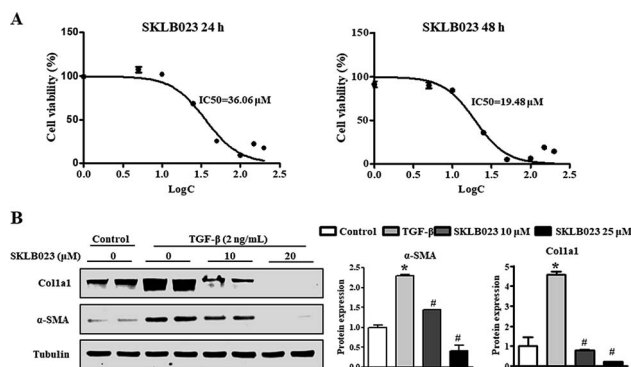 A
SKLB023 24 h
SKLB023 48 h
Cell viability (%)
150
100
50
0
IC50=36.06 μM
0.0 0.5 1.0 1.5 2.0 2.5
LogC
Cell viability (%)
150
100
50
0
IC50=19.48 μM
0.0 0.5 1.0 1.5 2.0 2.5
LogC
B
Control TGF-β (2 ng/mL)
SKLB023 (μM) 0 0 10 20
Col1a1
α-SMA
Tubulin
Control TGF-β SKLB023 10 μM SKLB023 25 μM
α-SMA
Protein expression
2.5
2.0
1.5
1.0
0.5
0.0
*
#
#
Col1a1
Protein expression
5
4
3
2
1
0
*
#
#